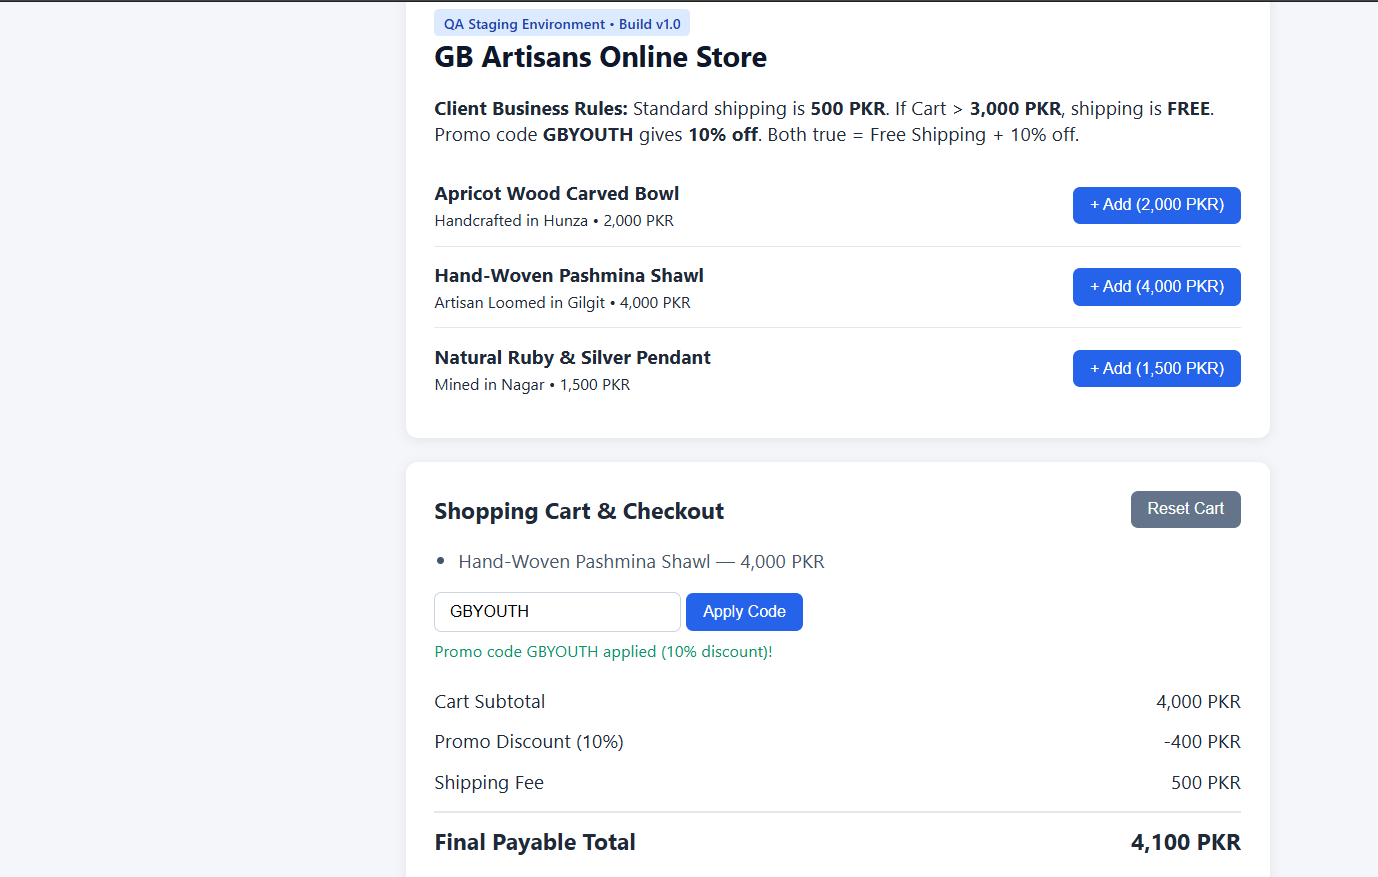 QA Staging Environment • Build v1.0
GB Artisans Online Store
Client Business Rules: Standard shipping is 500 PKR. If Cart > 3,000 PKR, shipping is FREE.
Promo code GBYOUTH gives 10% off. Both true = Free Shipping + 10% off.
Apricot Wood Carved Bowl
+ Add (2,000 PKR)
Handcrafted in Hunza • 2,000 PKR
Hand-Woven Pashmina Shawl
+ Add (4,000 PKR)
Artisan Loomed in Gilgit • 4,000 PKR
Natural Ruby & Silver Pendant
+ Add (1,500 PKR)
Mined in Nagar • 1,500 PKR
Shopping Cart & Checkout
Reset Cart
• Hand-Woven Pashmina Shawl — 4,000 PKR
GBYOUTH
Apply Code
Promo code GBYOUTH applied (10% discount)!
Cart Subtotal 4,000 PKR
Promo Discount (10%) -400 PKR
Shipping Fee 500 PKR
Final Payable Total 4,100 PKR